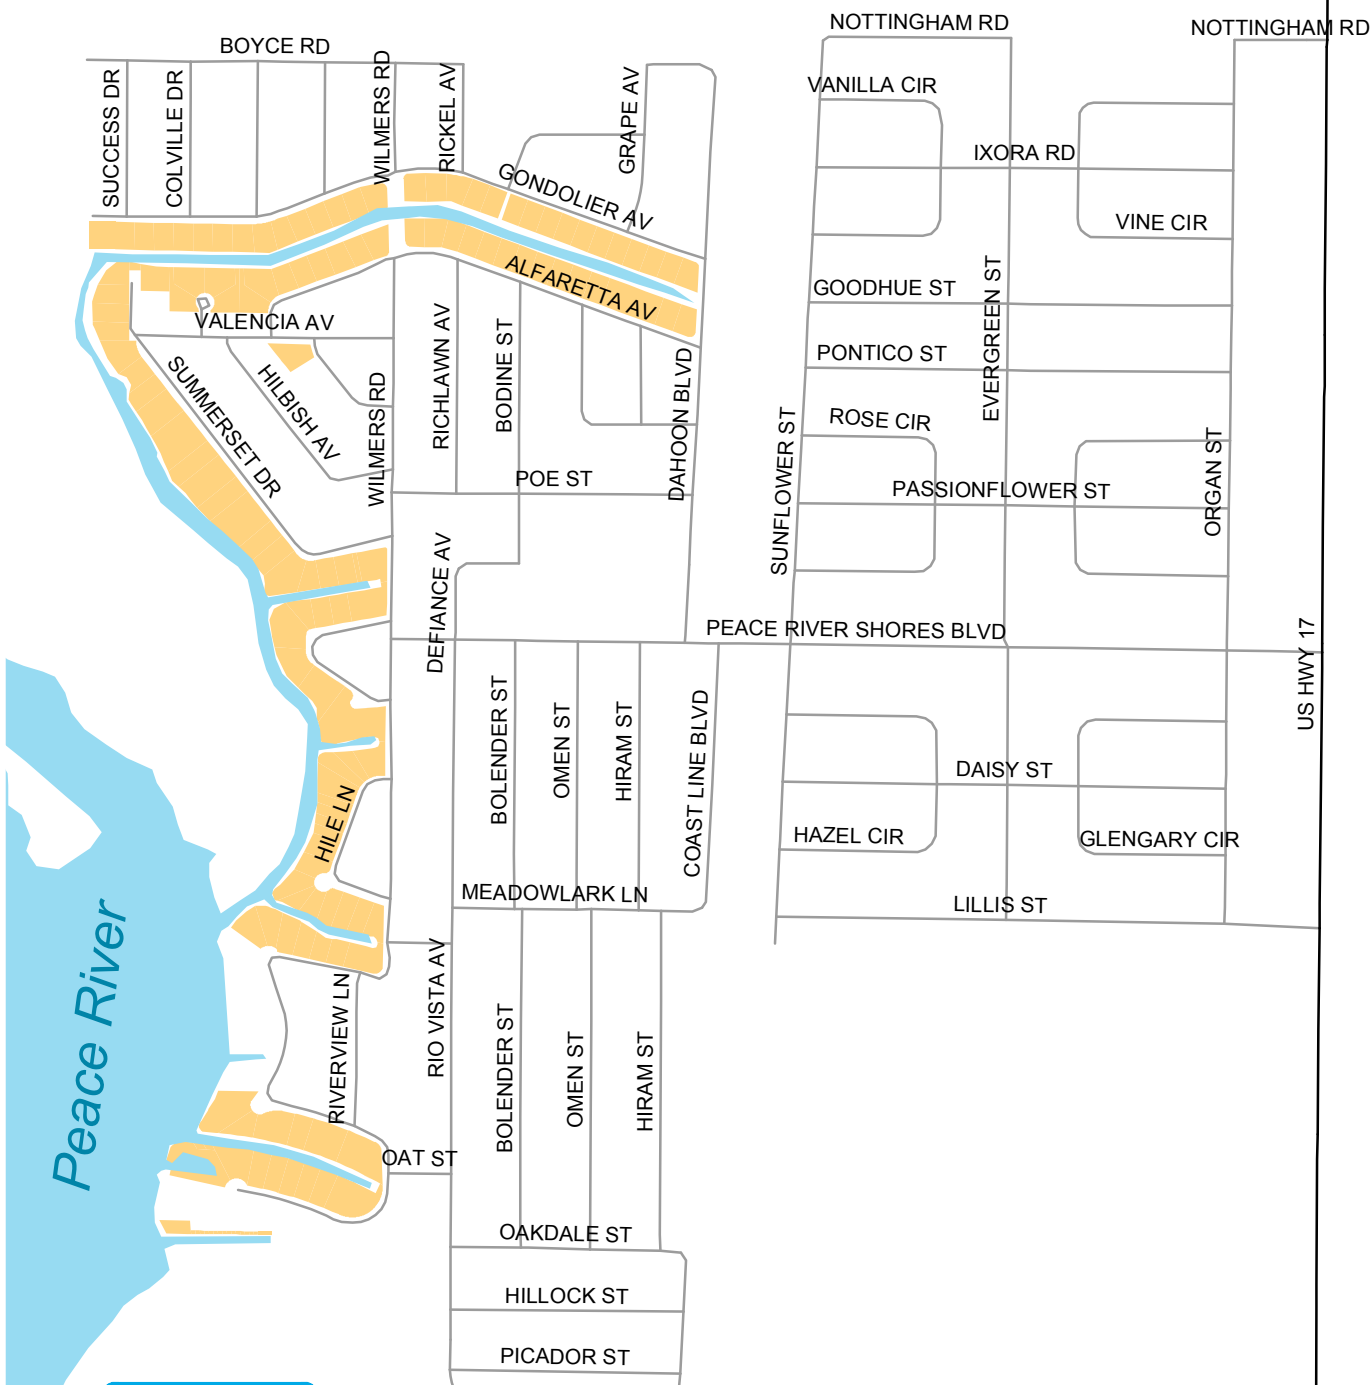 NOTTINGHAM RD
NOTTINGHAM RD
BOYCE RD
SUCCESS DR
COLVILLE DR
WILMERS RD
RICKEL AV
GRAPE AV
VANILLA CIR
IXORA RD
VINE CIR
GONDOLIER AV
ALFARETTA AV
GOODHUE ST
EVERGREEN ST
VALENCIA AV
PONTICO ST
SUMMERSET DR
HILBISH AV
WILMERS RD
RICHLAWN AV
BODINE ST
DAHOON BLVD
SUNFLOWER ST
ROSE CIR
ORGAN ST
POE ST
PASSIONFLOWER ST
DEFIANCE AV
PEACE RIVER SHORES BLVD
US HWY 17
BOLENDER ST
OMEN ST
HIRAM ST
COAST LINE BLVD
DAISY ST
HILE LN
HAZEL CIR
GLENGARY CIR
MEADOWLARK LN
LILLIS ST
Peace River
RIVERVIEW LN
RIO VISTA AV
BOLENDER ST
OMEN ST
HIRAM ST
OAT ST
OAKDALE ST
HILLOCK ST
PICADOR ST